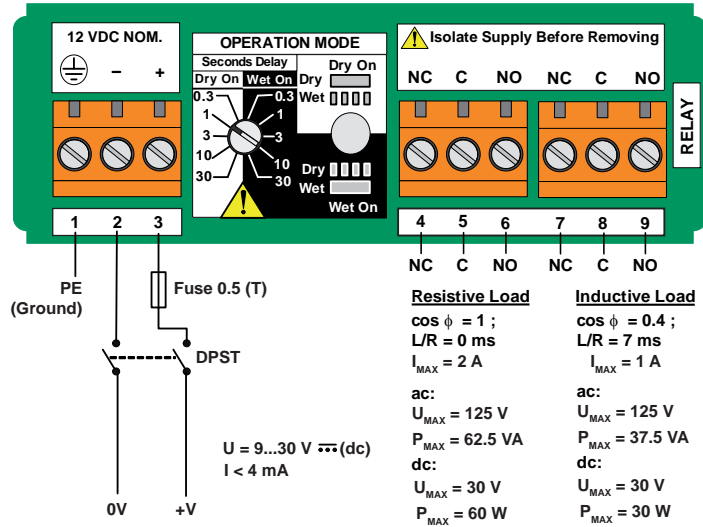 12 VDC NOM.
– +
OPERATION MODE
Seconds Delay
Dry On Wet On
0.3 0.3
1 1
3 3
10 10
30 30
Dry On
Dry
Wet
Dry
Wet
Wet On
Isolate Supply Before Removing
NC C NO NC C NO
RELAY
1 2 3
4 5 6 7 8 9
NC C NO NC C NO
PE
(Ground)
Fuse 0.5 (T)
DPST
U = 9...30 V (dc)
I < 4 mA
0V +V
Resistive Load
cos ϕ = 1 ;
L/R = 0 ms
IMAX = 2 A
ac:
UMAX = 125 V
PMAX = 62.5 VA
dc:
UMAX = 30 V
PMAX = 60 W
Inductive Load
cos ϕ = 0.4 ;
L/R = 7 ms
IMAX = 1 A
ac:
UMAX = 125 V
PMAX = 37.5 VA
dc:
UMAX = 30 V
PMAX = 30 W